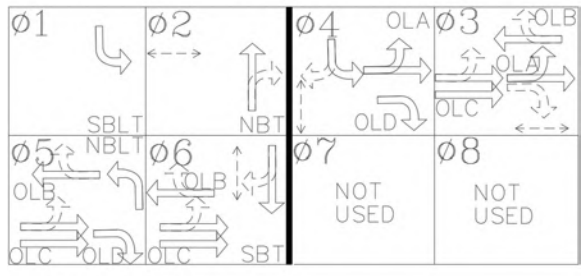 Ø1
SBLT
Ø2
NBT
Ø4
OLA
OLD
Ø3
OLB
OLA
OLC
Ø5
NBLT
OLB
OLC
OLD
Ø6
OLB
OLC
SBT
Ø7
NOT
USED
Ø8
NOT
USED